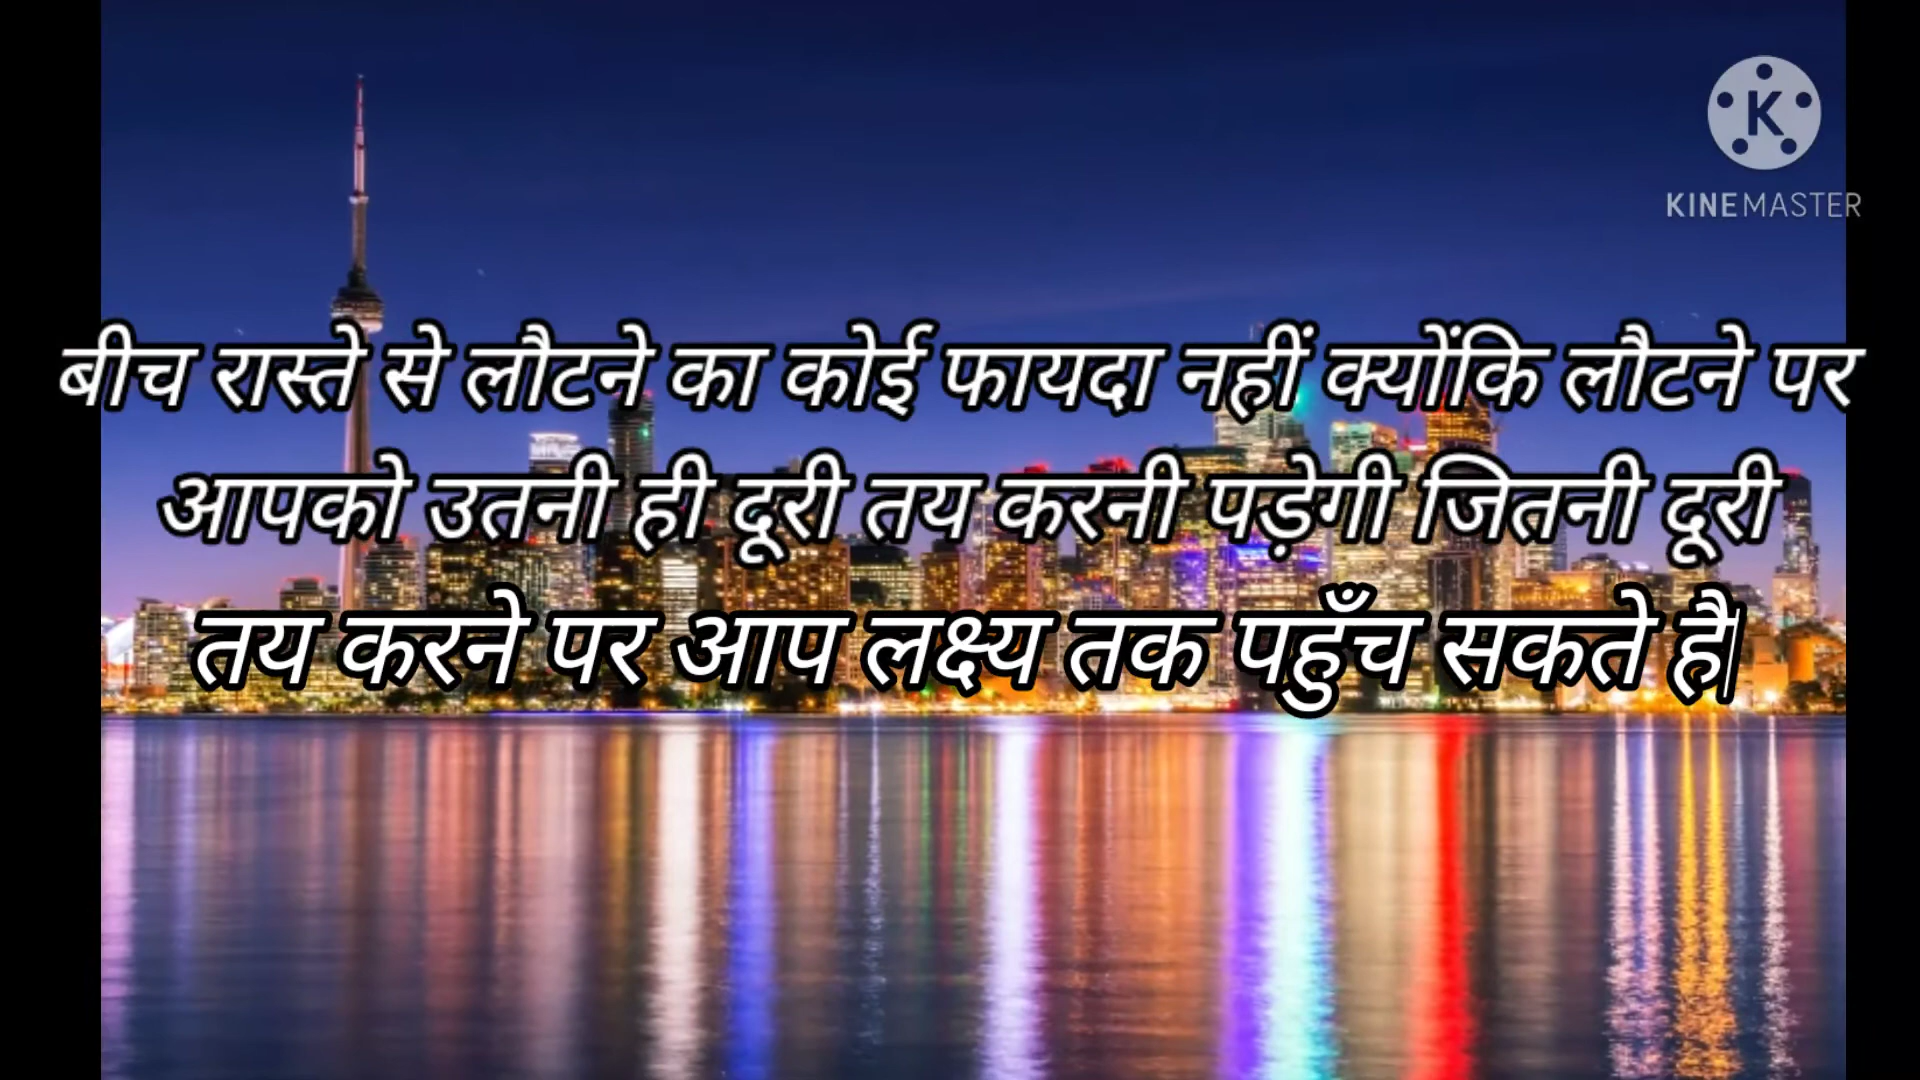 KINEMASTER
बीच रास्ते से लौटने का कोई फायदा नहीं क्योंकि लौटने पर
आपको उतनी ही दूरी तय करनी पड़ेगी जितनी दूरी
तय करने पर आप लक्ष्य तक पहुँच सकते है|